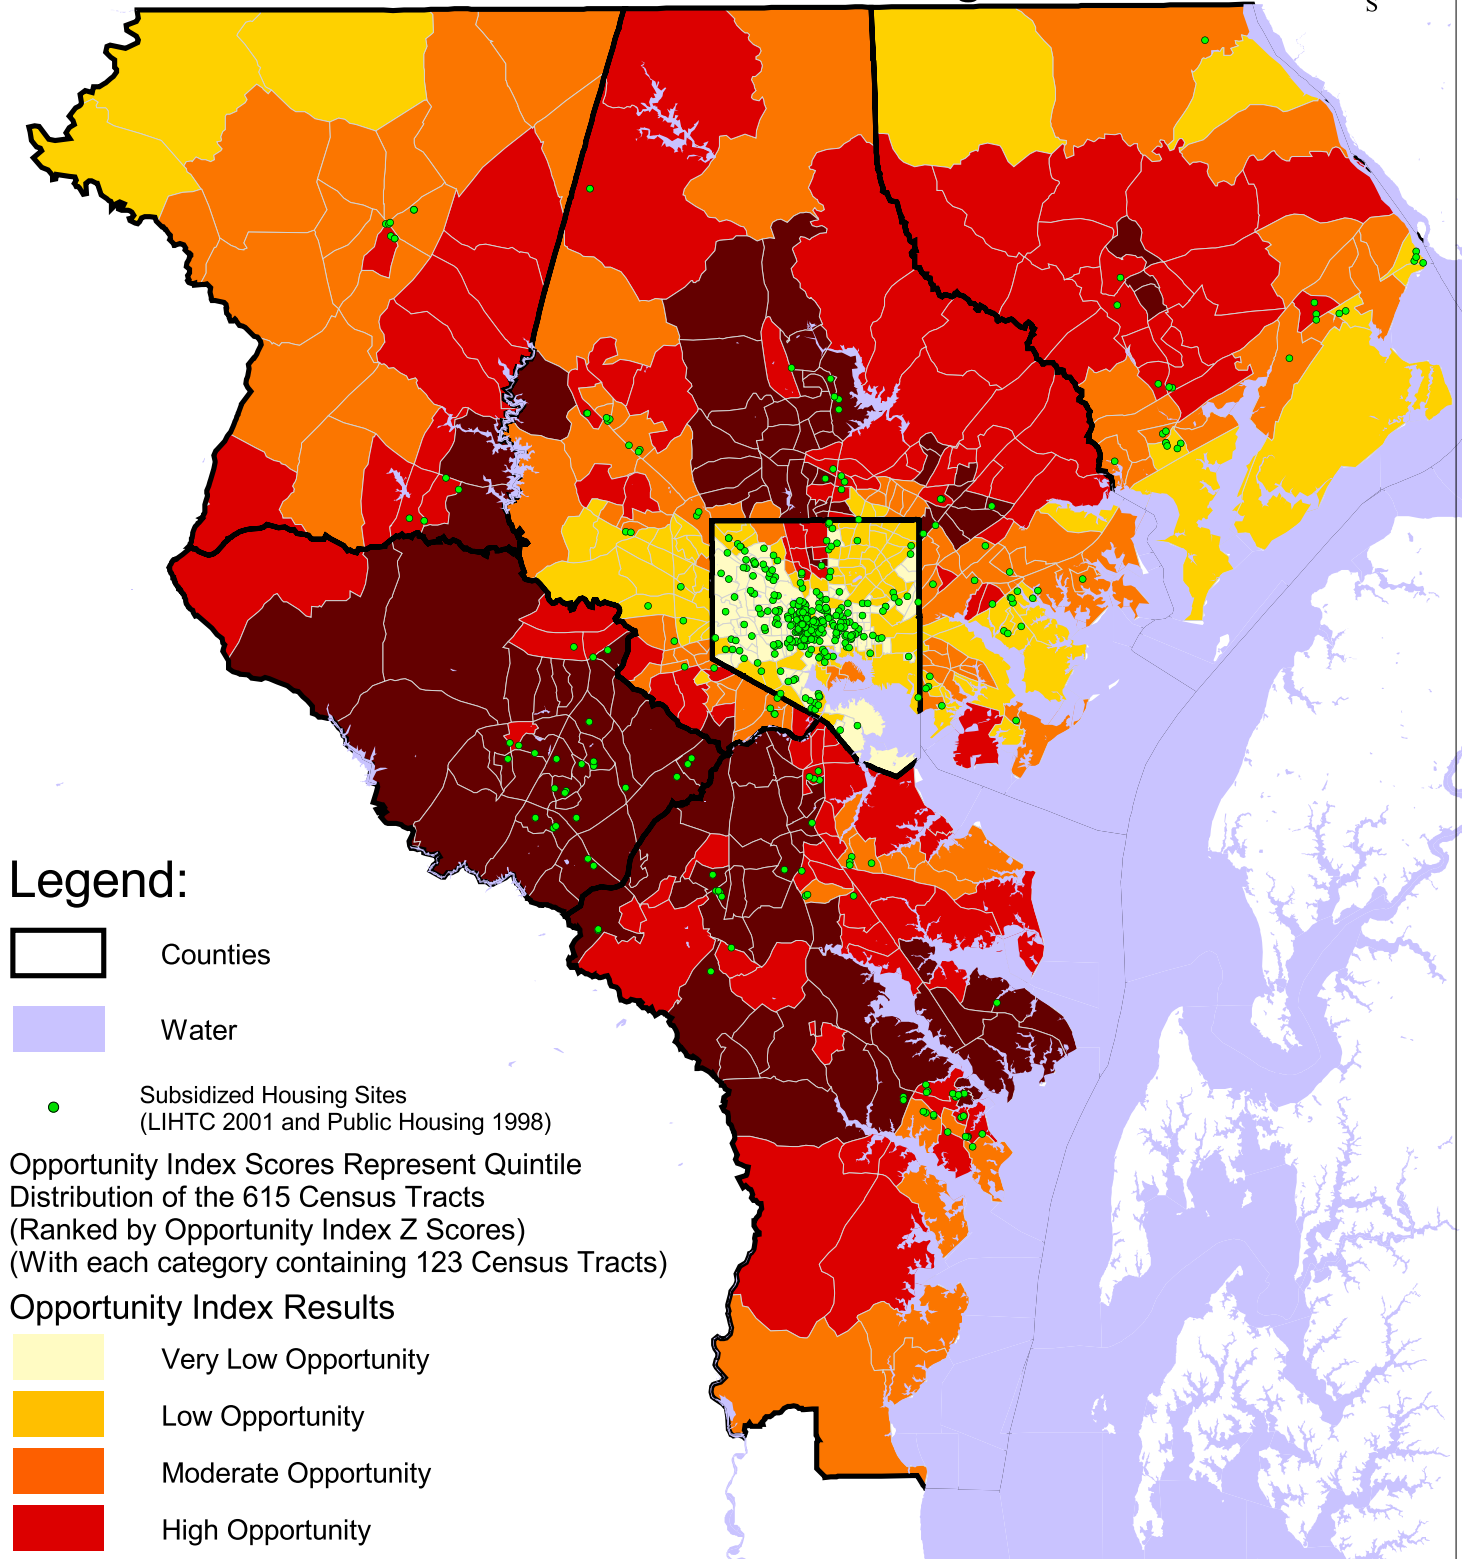 S
Legend:
Counties
Water
Subsidized Housing Sites
(LIHTC 2001 and Public Housing 1998)
Opportunity Index Scores Represent Quintile
Distribution of the 615 Census Tracts
(Ranked by Opportunity Index Z Scores)
(With each category containing 123 Census Tracts)
Opportunity Index Results
Very Low Opportunity
Low Opportunity
Moderate Opportunity
High Opportunity